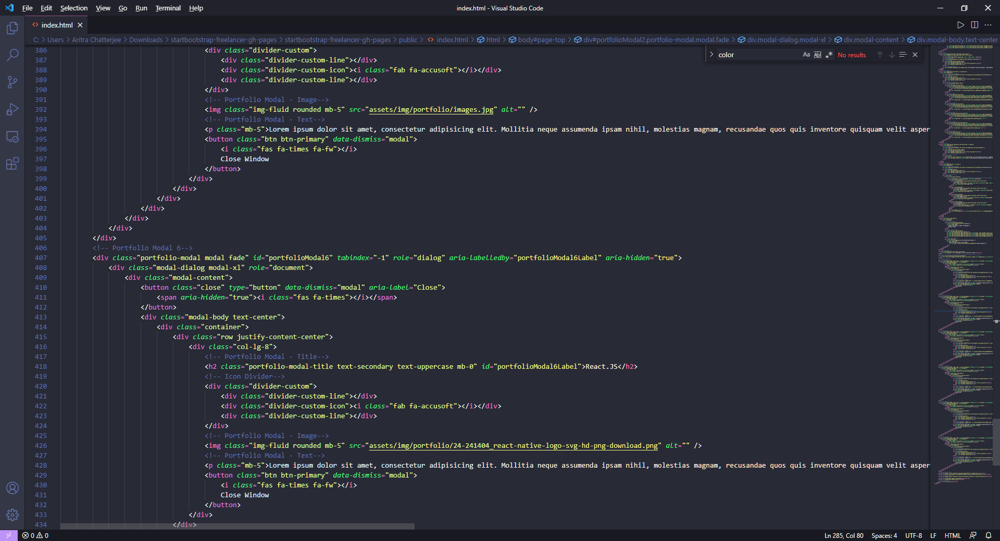 File Edit Selection View Go Run Terminal Help index.html - Visual Studio Code
index.html
C: > Users > Aritra Chatterjee > Downloads > startbootstrap-freelancer-gh-pages > startbootstrap-freelancer-gh-pages > public > index.html > html > body#page-top > div#portfolioModal2.portfolio-modal.modal.fade > div.modal-dialog.modal-xl > div.modal-content > div.modal-body.text-center
color Aa Abl .* No results
386 <div class="divider-custom">
387 <div class="divider-custom-line"></div>
388 <div class="divider-custom-icon"><i class="fab fa-accusoft"></i></div>
389 <div class="divider-custom-line"></div>
390 </div>
391 <!-- Portfolio Modal - Image-->
392 <img class="img-fluid rounded mb-5" src="assets/img/portfolio/images.jpg" alt="" />
393 <!-- Portfolio Modal - Text-->
394 <p class="mb-5">Lorem ipsum dolor sit amet, consectetur adipisicing elit. Mollitia neque assumenda ipsam nihil, molestias magnam, recusandae quos quis inventore quisquam velit asper
395 <button class="btn btn-primary" data-dismiss="modal">
396 <i class="fas fa-times fa-fw"></i>
397 Close Window
398 </button>
399 </div>
400 </div>
401 </div>
402 </div>
403 </div>
404 </div>
405 </div>
406 <!-- Portfolio Modal 6-->
407 <div class="portfolio-modal modal fade" id="portfolioModal6" tabindex="-1" role="dialog" aria-labelledby="portfolioModal6Label" aria-hidden="true">
408 <div class="modal-dialog modal-xl" role="document">
409 <div class="modal-content">
410 <button class="close" type="button" data-dismiss="modal" aria-label="Close">
411 <span aria-hidden="true"><i class="fas fa-times"></i></span>
412 </button>
413 <div class="modal-body text-center">
414 <div class="container">
415 <div class="row justify-content-center">
416 <div class="col-lg-8">
417 <!-- Portfolio Modal - Title-->
418 <h2 class="portfolio-modal-title text-secondary text-uppercase mb-0" id="portfolioModal6Label">React.JS</h2>
419 <!-- Icon Divider-->
420 <div class="divider-custom">
421 <div class="divider-custom-line"></div>
422 <div class="divider-custom-icon"><i class="fab fa-accusoft"></i></div>
423 <div class="divider-custom-line"></div>
424 </div>
425 <!-- Portfolio Modal - Image-->
426 <img class="img-fluid rounded mb-5" src="assets/img/portfolio/24-241404_react-native-logo-svg-hd-png-download.png" alt="" />
427 <!-- Portfolio Modal - Text-->
428 <p class="mb-5">Lorem ipsum dolor sit amet, consectetur adipisicing elit. Mollitia neque assumenda ipsam nihil, molestias magnam, recusandae quos quis inventore quisquam velit asper
429 <button class="btn btn-primary" data-dismiss="modal">
430 <i class="fas fa-times fa-fw"></i>
431 Close Window
432 </button>
433 </div>
434 </div>
0 0 Ln 285, Col 80 Spaces: 4 UTF-8 LF HTML